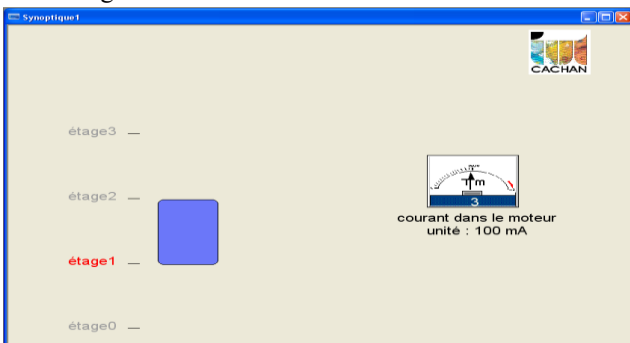 Synoptique1
CACHAN
étage3
étage2
3
courant dans le moteur
unité : 100 mA
étage1
étage0